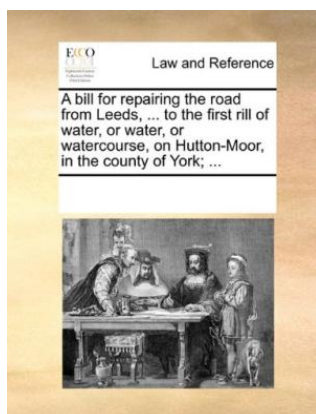 ECCO
Law and Reference
A bill for repairing the road
from Leeds, ... to the first rill of
water, or water, or
watercourse, on Hutton-Moor,
in the county of York; ...